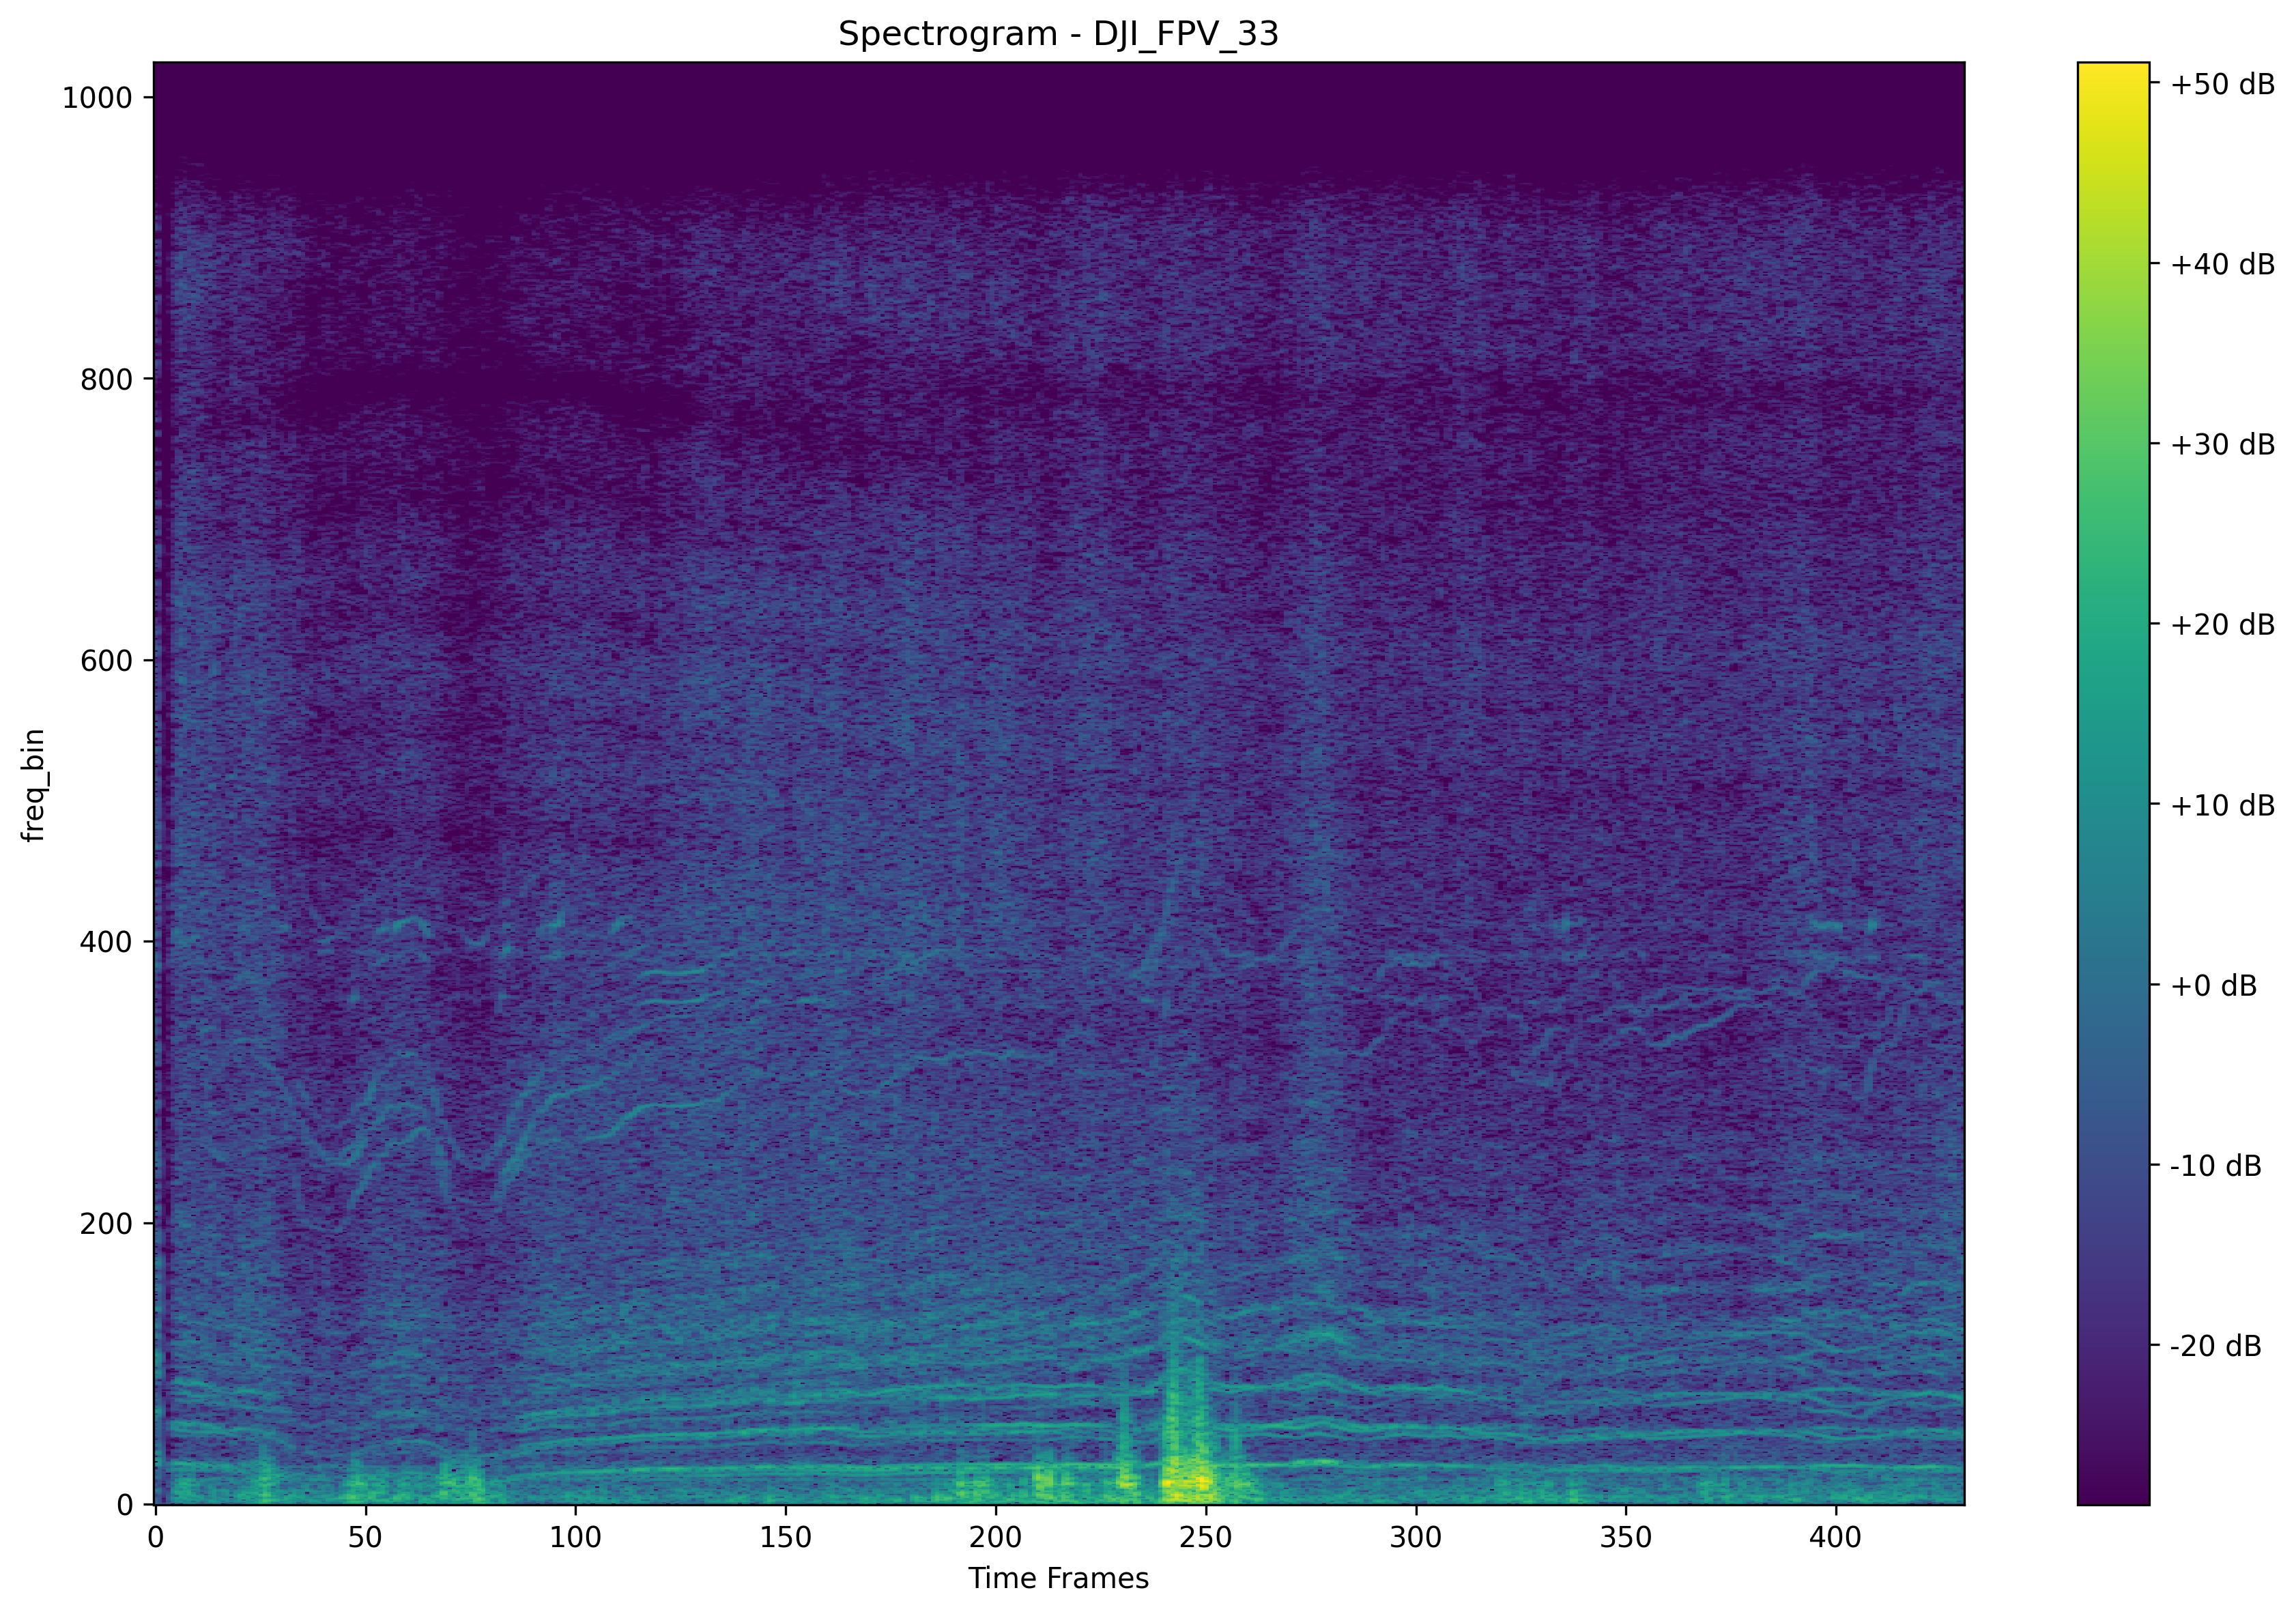 Spectrogram - DJI_FPV_33
1000
800
600
400
200
0
freq_bin
0 50 100 150 200 250 300 350 400
Time Frames
+50 dB
+40 dB
+30 dB
+20 dB
+10 dB
+0 dB
-10 dB
-20 dB